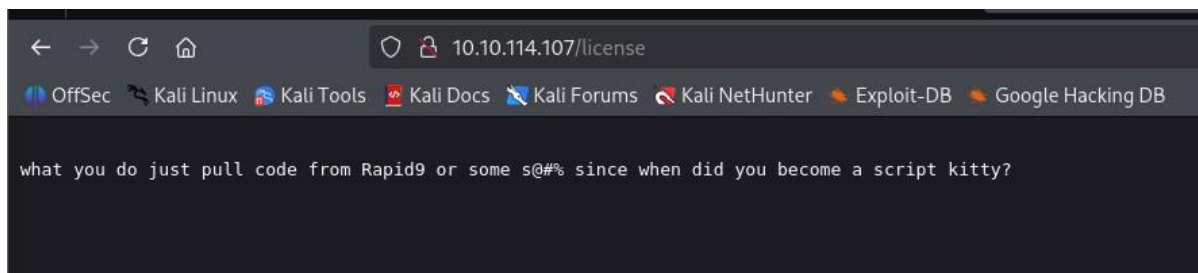 10.10.114.107/license
OffSec Kali Linux Kali Tools Kali Docs Kali Forums Kali NetHunter Exploit-DB Google Hacking DB
what you do just pull code from Rapid9 or some s@#% since when did you become a script kitty?